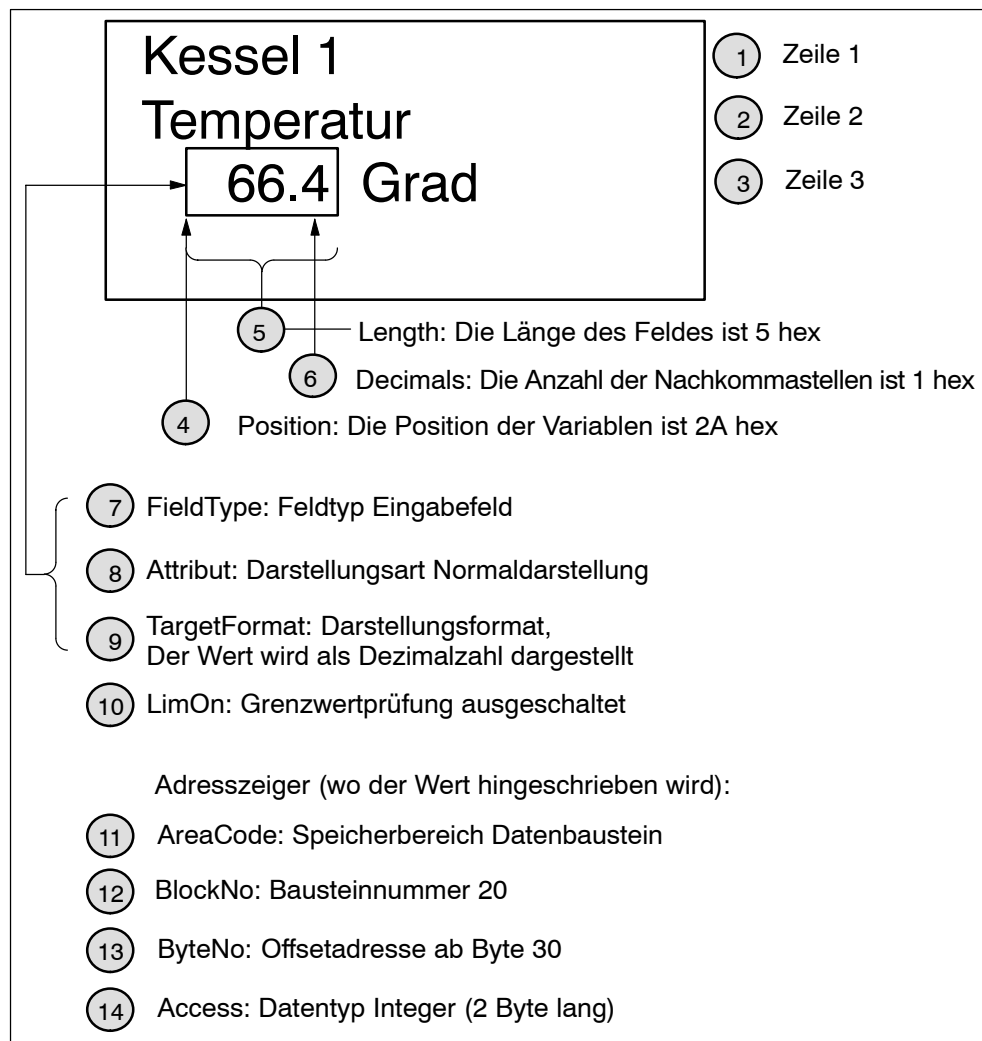 Kessel 1
1 Zeile 1
Temperatur
2 Zeile 2
66.4 Grad
3 Zeile 3
5 Length: Die Länge des Feldes ist 5 hex
6 Decimals: Die Anzahl der Nachkommastellen ist 1 hex
4 Position: Die Position der Variablen ist 2A hex
7 FieldType: Feldtyp Eingabefeld
8 Attribut: Darstellungsart Normaldarstellung
9 TargetFormat: Darstellungsformat,
Der Wert wird als Dezimalzahl dargestellt
10 LimOn: Grenzwertprüfung ausgeschaltet
Adresszeiger (wo der Wert hingeschrieben wird):
11 AreaCode: Speicherbereich Datenbaustein
12 BlockNo: Bausteinnummer 20
13 ByteNo: Offsetadresse ab Byte 30
14 Access: Datentyp Integer (2 Byte lang)